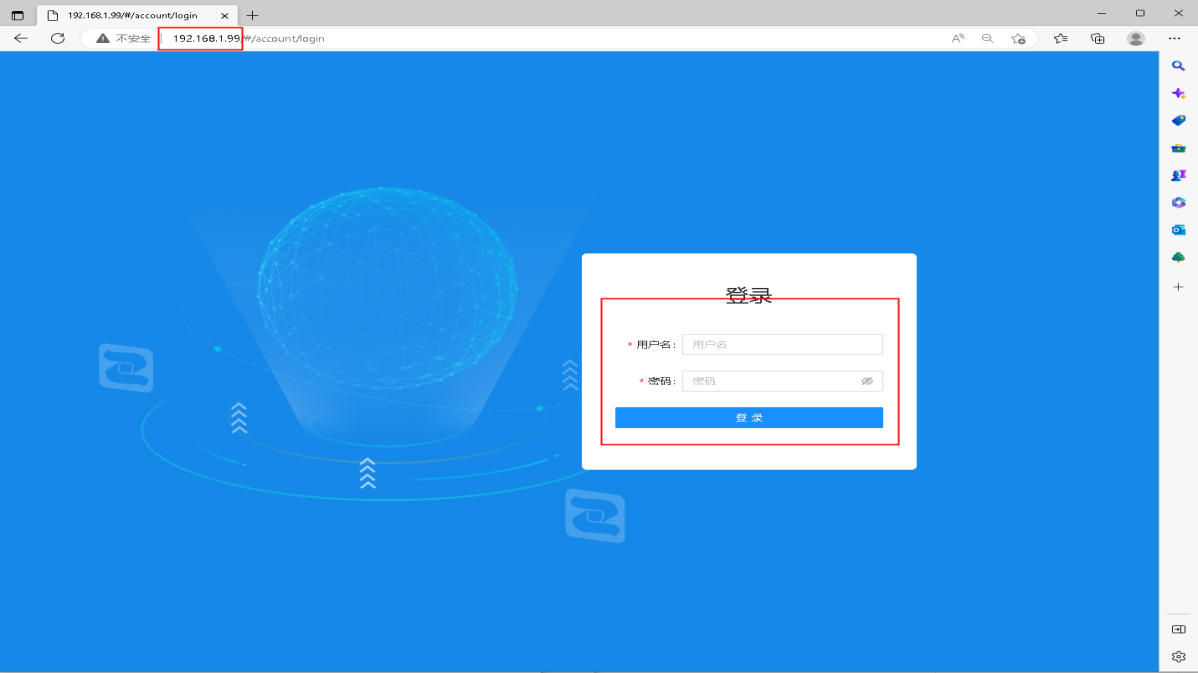 192.168.1.99/#/account/login
不安全 192.168.1.99/#/account/login
登录
* 用户名: 用户名
* 密码: 密码
登 录